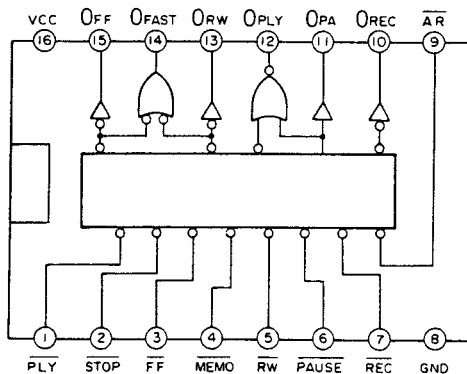 VCC OFF OFAST ORW OPLY OPA OREC AR
16 15 14 13 12 11 10 9
1 2 3 4 5 6 7 8
PLY STOP FF MEMO RW PAUSE REC GND